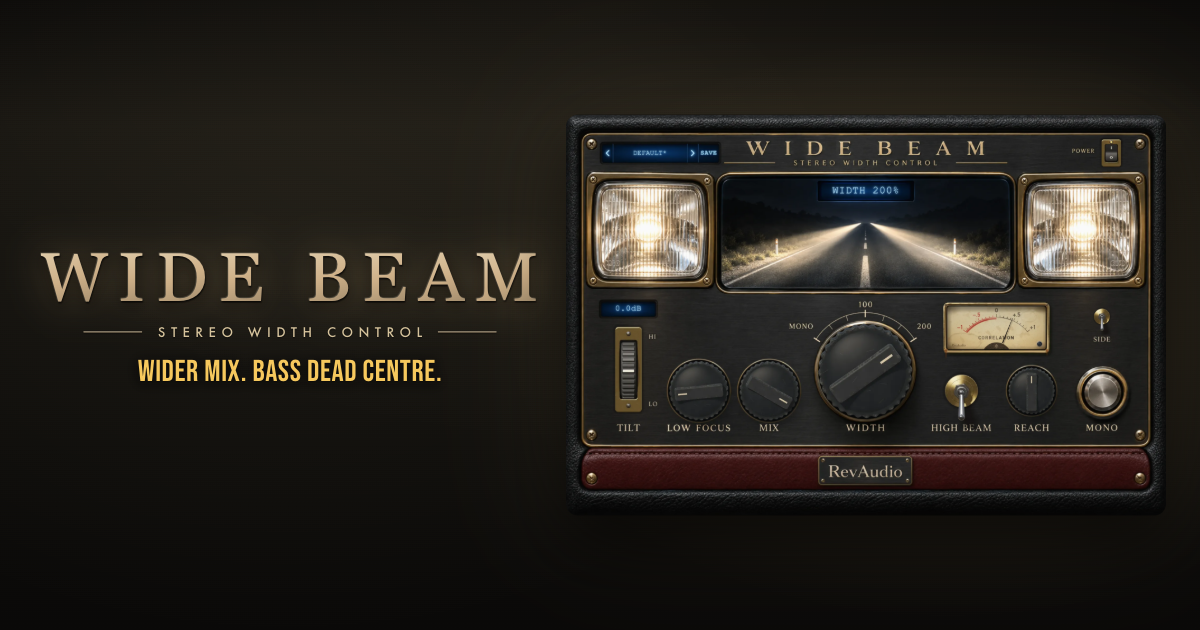 WIDE BEAM
STEREO WIDTH CONTROL
WIDER MIX. BASS DEAD CENTRE.
DEFAULT*
SAVE
WIDE BEAM
STEREO WIDTH CONTROL
POWER
WIDTH 200%
0.0dB
HI
LO
TILT
LOW FOCUS
MIX
MONO
100
200
WIDTH
CORRELATION
HIGH BEAM
REACH
SIDE
MONO
RevAudio